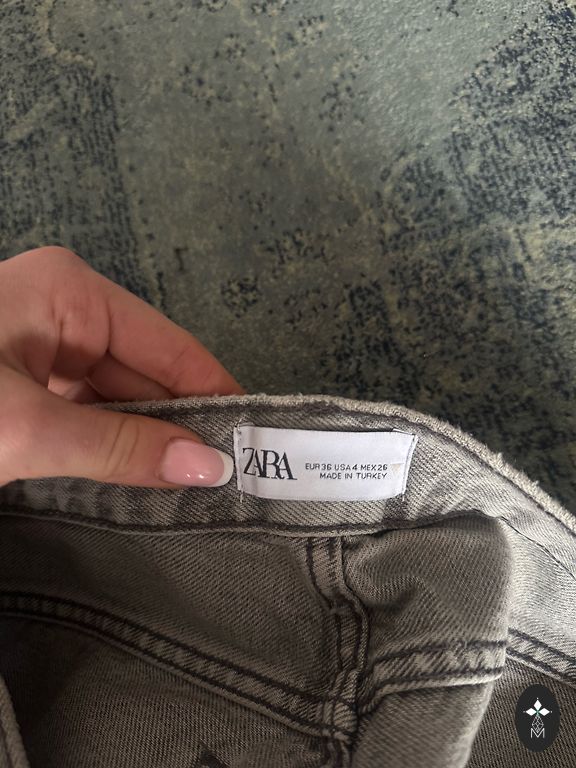 ZARA
EUR 36 USA 4 MEX 26
MADE IN TURKEY
M